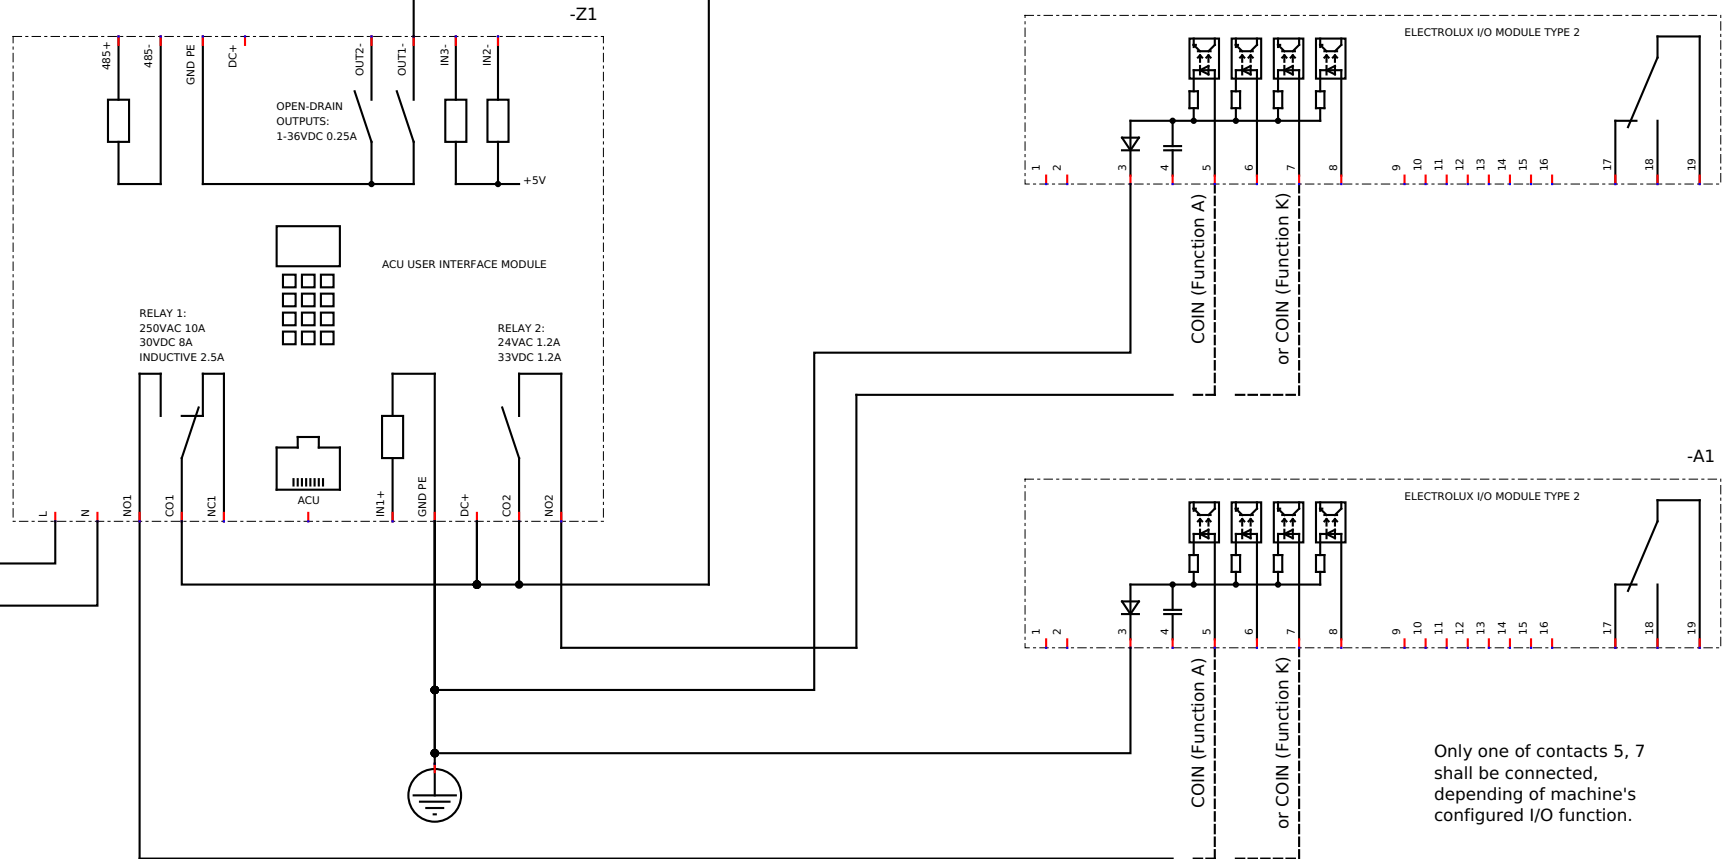 -Z1
485+
485-
GND PE
DC+
OUT2-
OUT1-
IN3-
IN2-
OPEN-DRAIN
OUTPUTS:
1-36VDC 0.25A
+5V
ACU USER INTERFACE MODULE
RELAY 1:
250VAC 10A
30VDC 8A
INDUCTIVE 2.5A
RELAY 2:
24VAC 1.2A
33VDC 1.2A
ACU
L
N
NO1
CO1
NC1
IN1+
GND PE
DC+
CO2
NO2
ELECTROLUX I/O MODULE TYPE 2
1
2
3
4
5
6
7
8
9
10
11
12
13
14
15
16
17
18
19
COIN (Function A)
or COIN (Function K)
-A1
ELECTROLUX I/O MODULE TYPE 2
1
2
3
4
5
6
7
8
9
10
11
12
13
14
15
16
17
18
19
COIN (Function A)
or COIN (Function K)
Only one of contacts 5, 7
shall be connected,
depending of machine's
configured I/O function.